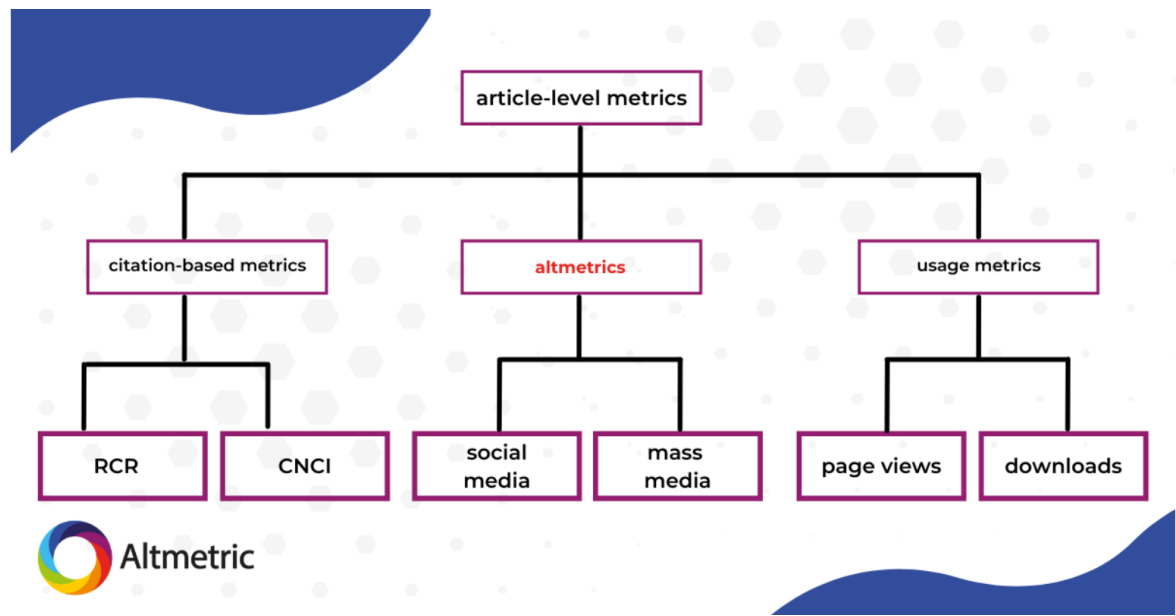 article-level metrics
citation-based metrics
altmetrics
usage metrics
RCR
CNCI
social
media
mass
media
page views
downloads
Altmetric